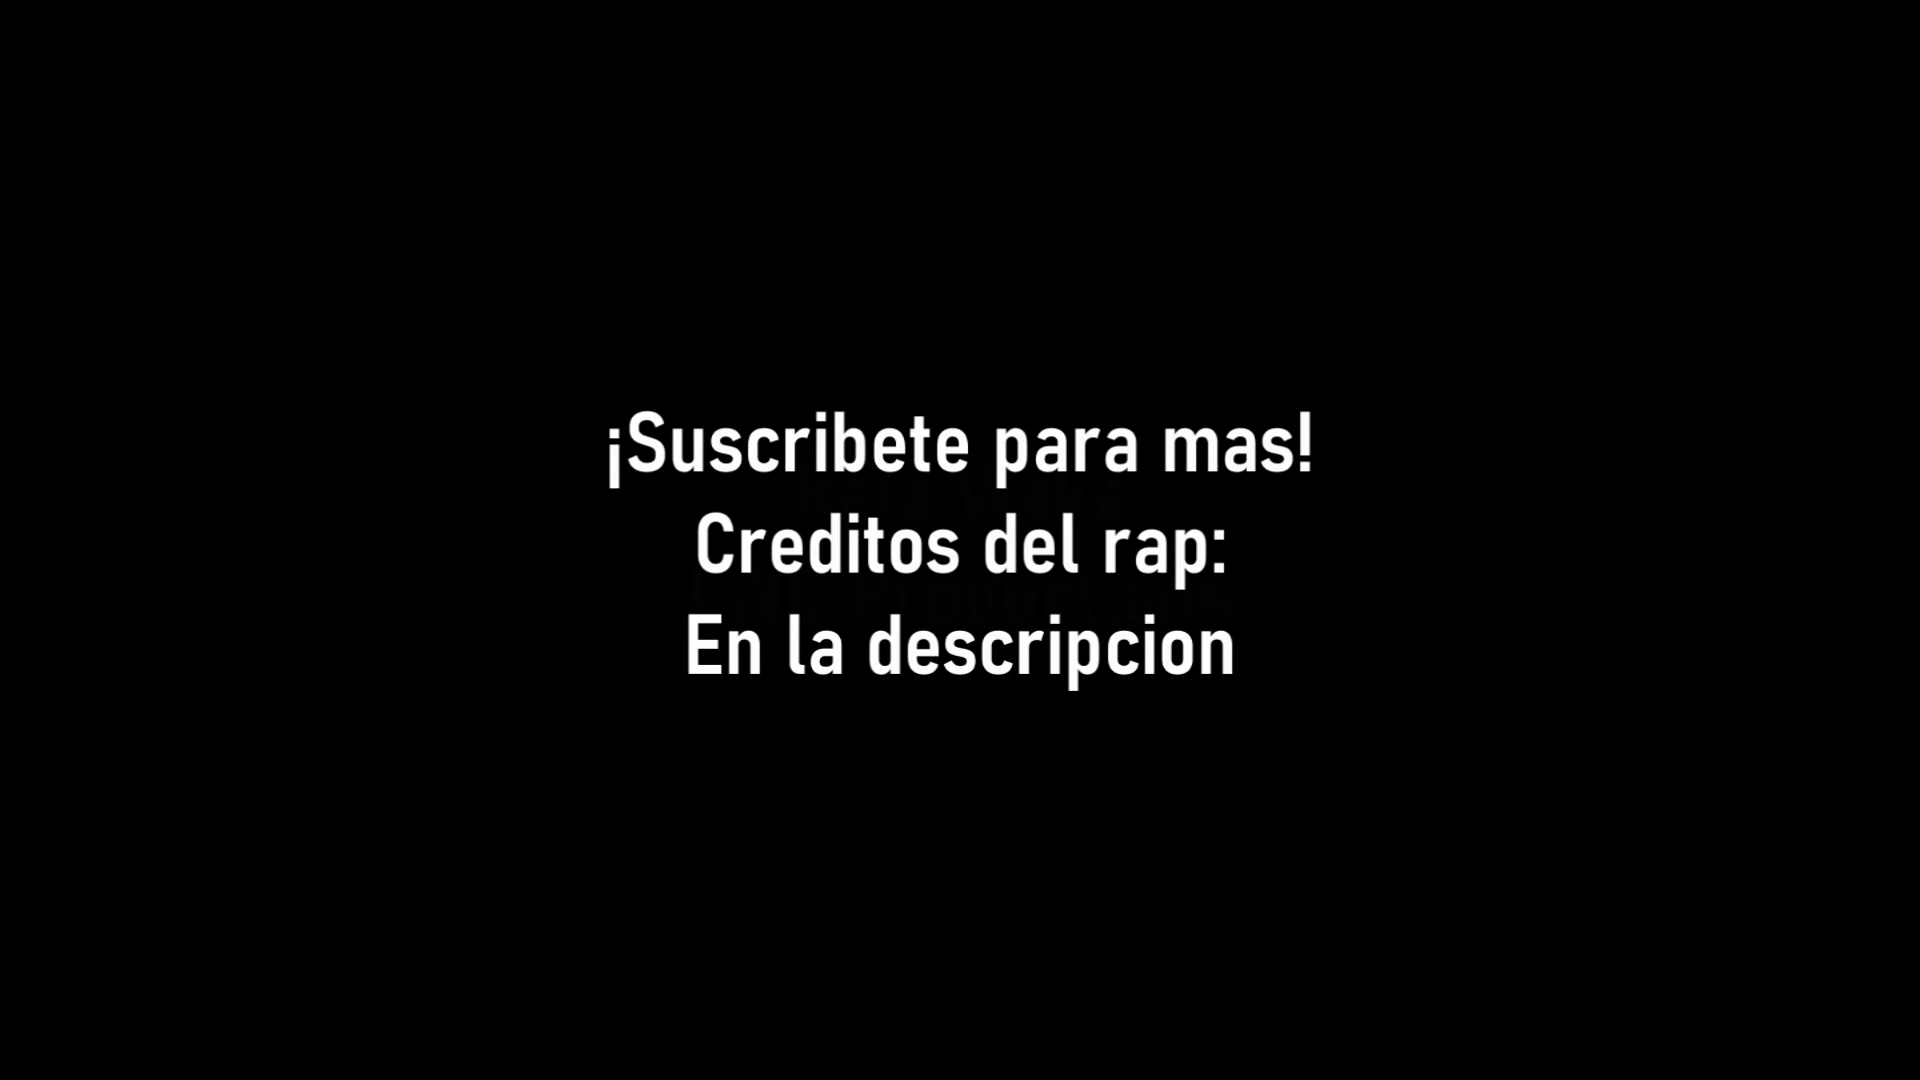 ¡Suscribete para mas!
Creditos del rap:
En la descripcion